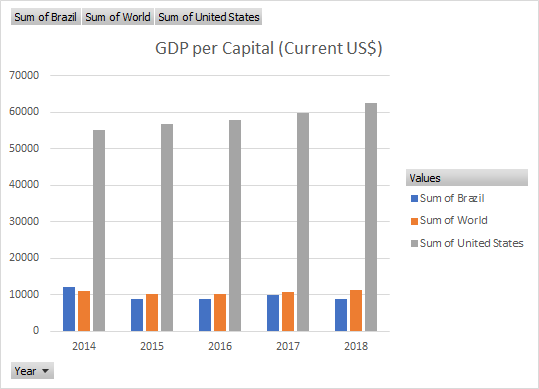 Sum of Brazil Sum of World Sum of United States
GDP per Capital (Current US$)
70000
60000
50000
40000
30000
20000
10000
0
2014 2015 2016 2017 2018
Values
Sum of Brazil
Sum of World
Sum of United States
Year